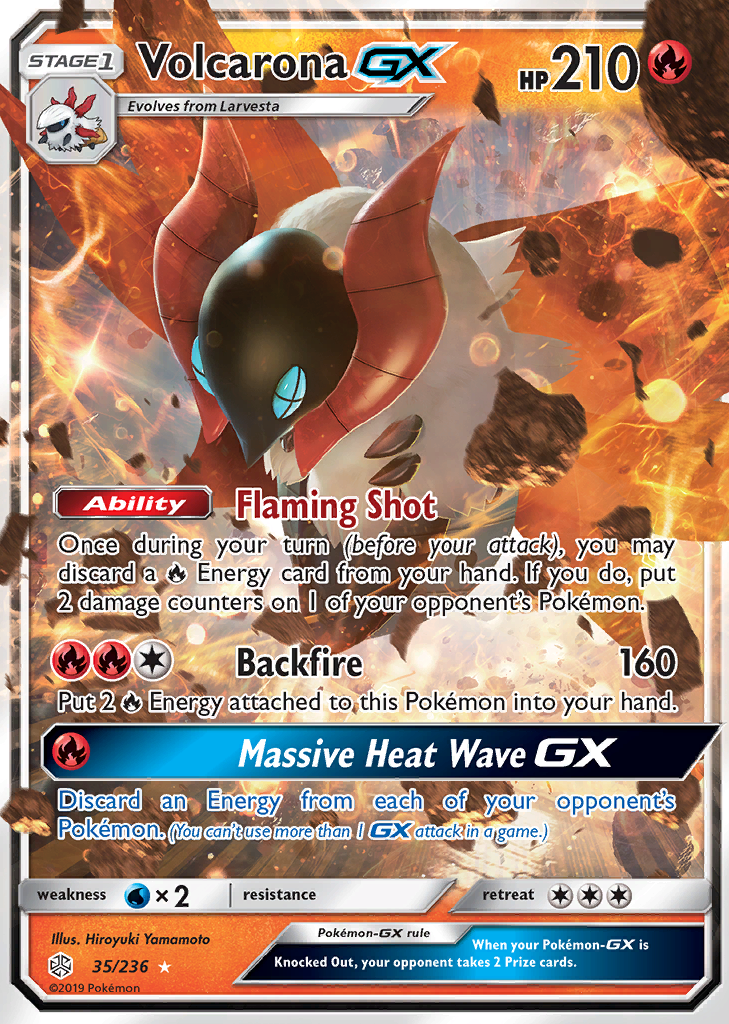 STAGE 1
Volcarona GX
HP 210
Evolves from Larvesta
Ability Flaming Shot
Once during your turn (before your attack), you may
discard a Energy card from your hand. If you do, put
2 damage counters on 1 of your opponent's Pokémon.
Backfire 160
Put 2 Energy attached to this Pokémon into your hand.
Massive Heat Wave GX
Discard an Energy from each of your opponent's
Pokémon. (You can't use more than 1 GX attack in a game.)
weakness ×2 resistance retreat
Illus. Hiroyuki Yamamoto
35/236
©2019 Pokémon
Pokémon-GX rule
When your Pokémon-GX is
Knocked Out, your opponent takes 2 Prize cards.